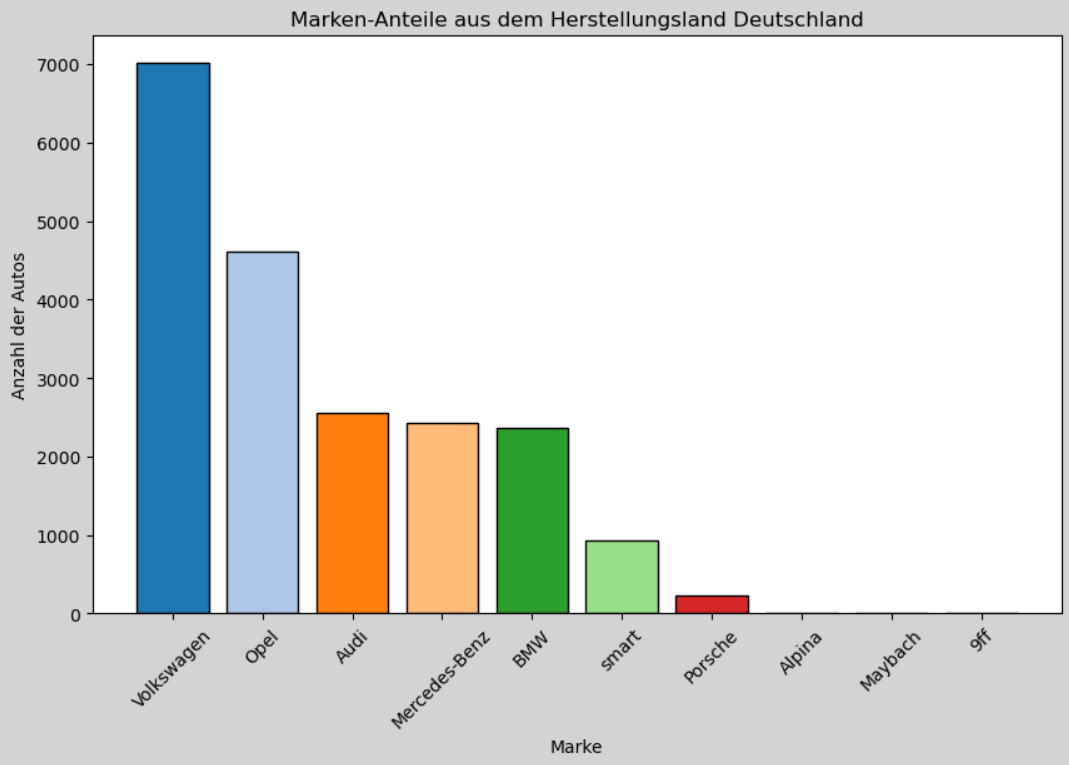 Marken-Anteile aus dem Herstellungsland Deutschland
Anzahl der Autos
7000
6000
5000
4000
3000
2000
1000
0
Volkswagen
Opel
Audi
Mercedes-Benz
BMW
smart
Porsche
Alpina
Maybach
9ff
Marke